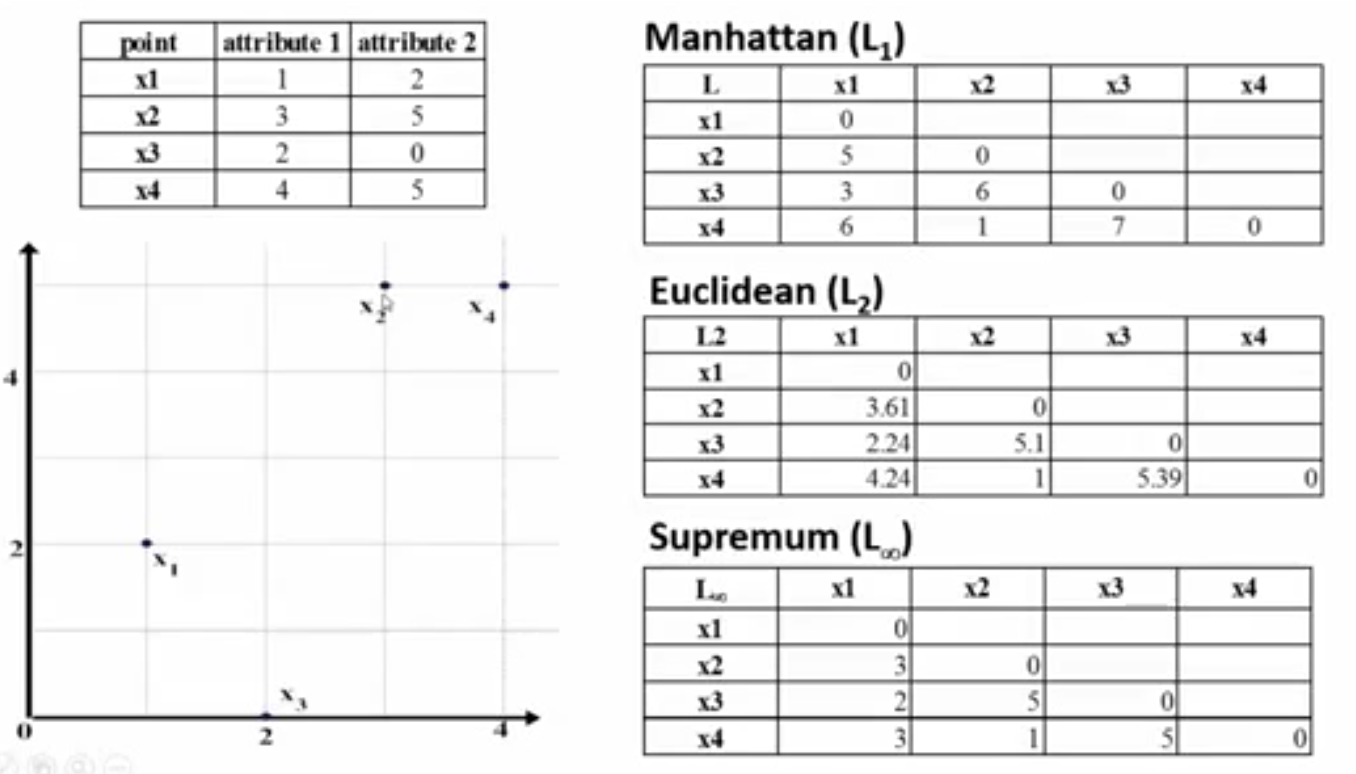 point attribute 1 attribute 2
x1 1 2
x2 3 5
x3 2 0
x4 4 5
4
2
0
2
4
x2
x4
x1
x3
Manhattan (L1)
L x1 x2 x3 x4
x1 0
x2 5 0
x3 3 6 0
x4 6 1 7 0
Euclidean (L2)
L2 x1 x2 x3 x4
x1 0
x2 3.61 0
x3 2.24 5.1 0
x4 4.24 1 5.39 0
Supremum (L∞)
L∞ x1 x2 x3 x4
x1 0
x2 3 0
x3 2 5 0
x4 3 1 5 0